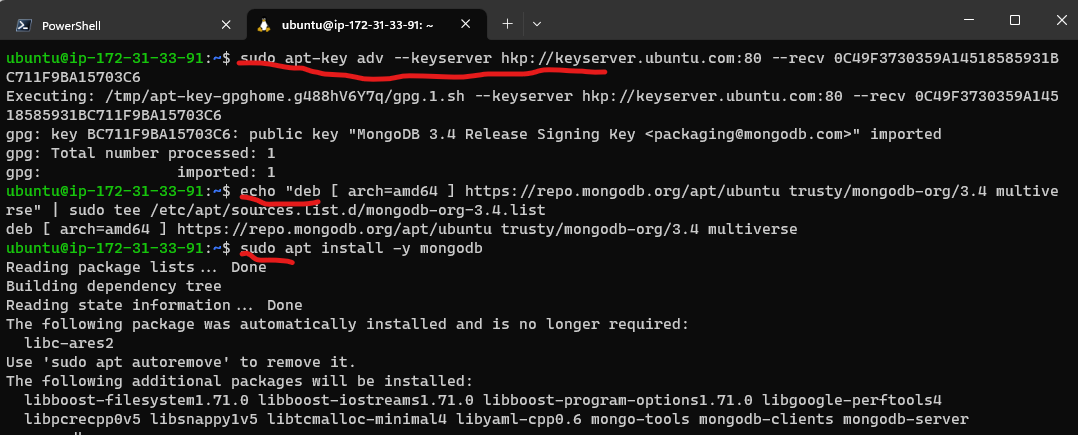 PowerShell
ubuntu@ip-172-31-33-91: ~
ubuntu@ip-172-31-33-91:~$ sudo apt-key adv --keyserver hkp://keyserver.ubuntu.com:80 --recv 0C49F3730359A14518585931B
C711F9BA15703C6
Executing: /tmp/apt-key-gpghome.g488hV6Y7q/gpg.1.sh --keyserver hkp://keyserver.ubuntu.com:80 --recv 0C49F3730359A145
18585931BC711F9BA15703C6
gpg: key BC711F9BA15703C6: public key "MongoDB 3.4 Release Signing Key <packaging@mongodb.com>" imported
gpg: Total number processed: 1
gpg:               imported: 1
ubuntu@ip-172-31-33-91:~$ echo "deb [ arch=amd64 ] https://repo.mongodb.org/apt/ubuntu trusty/mongodb-org/3.4 multive
rse" | sudo tee /etc/apt/sources.list.d/mongodb-org-3.4.list
deb [ arch=amd64 ] https://repo.mongodb.org/apt/ubuntu trusty/mongodb-org/3.4 multiverse
ubuntu@ip-172-31-33-91:~$ sudo apt install -y mongodb
Reading package lists... Done
Building dependency tree
Reading state information... Done
The following package was automatically installed and is no longer required:
  libc-ares2
Use 'sudo apt autoremove' to remove it.
The following additional packages will be installed:
  libboost-filesystem1.71.0 libboost-iostreams1.71.0 libboost-program-options1.71.0 libgoogle-perftools4
  libpcrecpp0v5 libsnappy1v5 libtcmalloc-minimal4 libyaml-cpp0.6 mongo-tools mongodb-clients mongodb-server